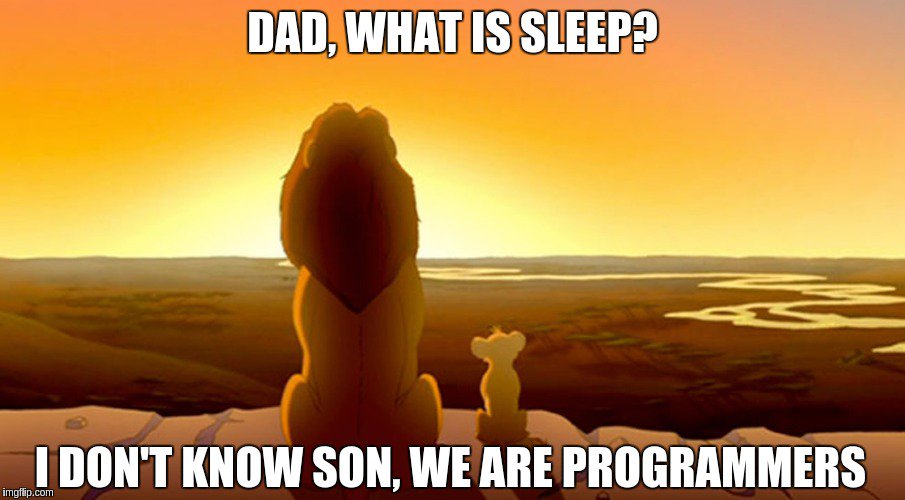 DAD, WHAT IS SLEEP?
I DON'T KNOW SON, WE ARE PROGRAMMERS
imgflip.com